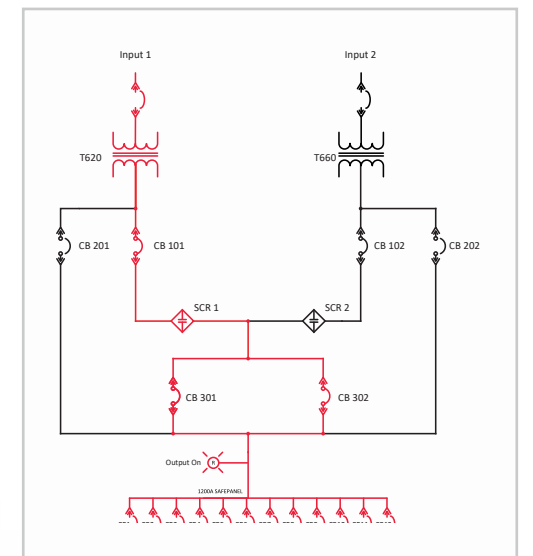 Input 1
Input 2
T620
T660
CB 201
CB 101
CB 102
CB 202
SCR 1
SCR 2
CB 301
CB 302
Output On
R
1200A SAFEPANEL